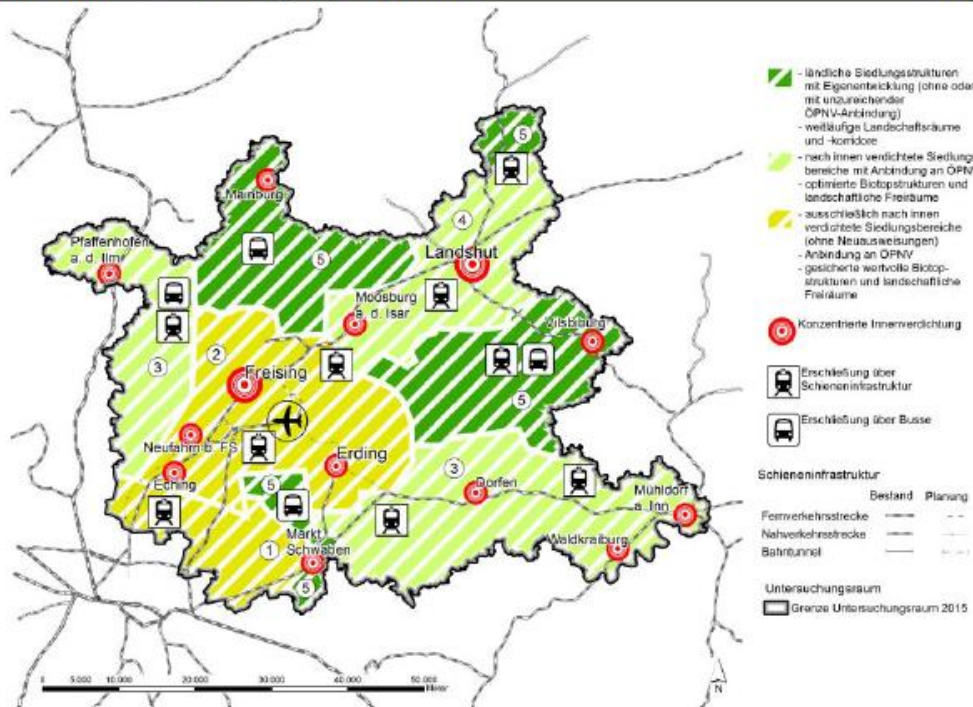 - ländliche Siedlungsstrukturen
mit Eigenentwicklung (ohne oder
mit unzureichender
ÖPNV-Anbindung)
- weitläufige Landschaftsräume
und -korridore
- nach innen verdichtete Siedlungs
bereiche mit Anbindung an ÖPNV
- optimierte Biotopstrukturen und
landschaftliche Freiräume
- ausschließlich nach innen
verdichtete Siedlungsbereiche
(ohne Neuausweisungen)
- Anbindung an ÖPNV
- gesicherte wertvolle Biotop-
strukturen und landschaftliche
Freiräume
Konzentrierte Innenverdichtung
Erschließung über
Schieneninfrastruktur
Erschließung über Busse
Schieneninfrastruktur
Bestand Planung
Fernverkehrsstrecke
Nahverkehrsstrecke
Bahntunnel
Untersuchungsraum
Grenze Untersuchungsraum 2015
5
Mainburg
4
Pfaffenhofen
a. d. Ilm
5
Landshut
Moosburg
a. d. Isar
Vilsbiburg
2
3
Freising
5
Neufahrn b. FS
Erding
3
Eching
5
Dorfen
Mühldorf
a. Inn
Markt
Schwaben
1
Waldkraiburg
5
0 5.000 10.000 20.000 30.000 40.000 50.000
Meter
N